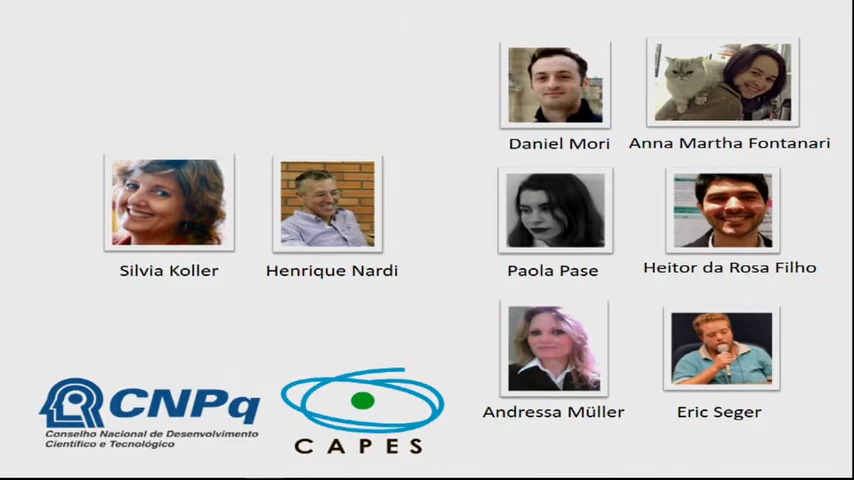 Daniel Mori
Anna Martha Fontanari
Silvia Koller
Henrique Nardi
Paola Pase
Heitor da Rosa Filho
Andressa Müller
Eric Seger
CNPq
Conselho Nacional de Desenvolvimento
Científico e Tecnológico
CAPES